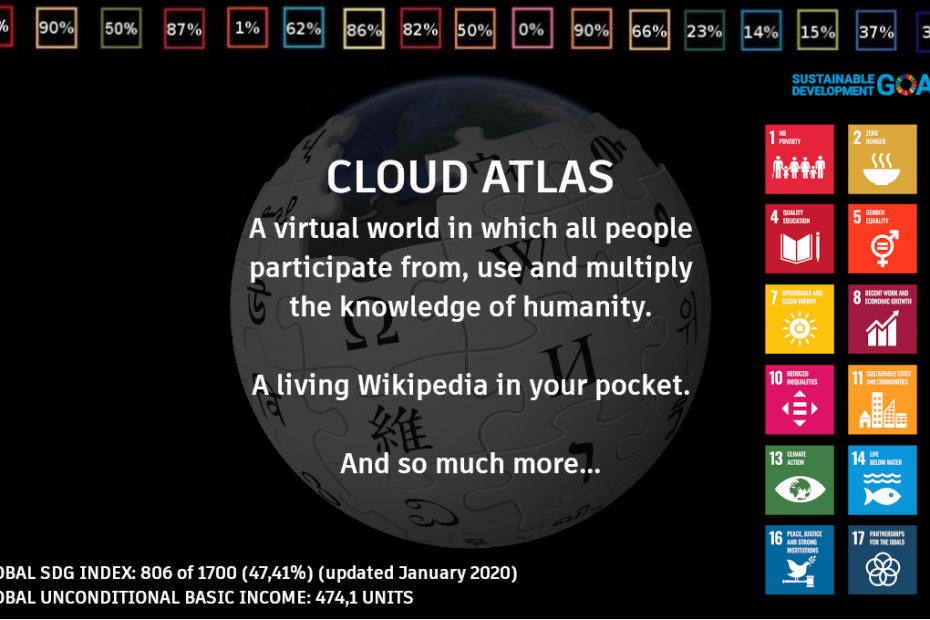 %
90%
50%
87%
1%
62%
86%
82%
50%
0%
90%
66%
23%
14%
15%
37%
3
SUSTAINABLE
DEVELOPMENT GOA
1 NO
POVERTY
2 ZERO
HUNGER
CLOUD ATLAS
A virtual world in which all people
participate from, use and multiply
the knowledge of humanity.
A living Wikipedia in your pocket.
And so much more...
4 QUALITY
EDUCATION
5 GENDER
EQUALITY
7 AFFORDABLE AND
CLEAN ENERGY
8 DECENT WORK AND
ECONOMIC GROWTH
10 REDUCED
INEQUALITIES
11 SUSTAINABLE CITIES
AND COMMUNITIES
13 CLIMATE
ACTION
14 LIFE
BELOW WATER
16 PEACE, JUSTICE
AND STRONG
INSTITUTIONS
17 PARTNERSHIPS
FOR THE GOALS
OBAL SDG INDEX: 806 of 1700 (47,41%) (updated January 2020)
OBAL UNCONDITIONAL BASIC INCOME: 474,1 UNITS
W
Ω
И
維